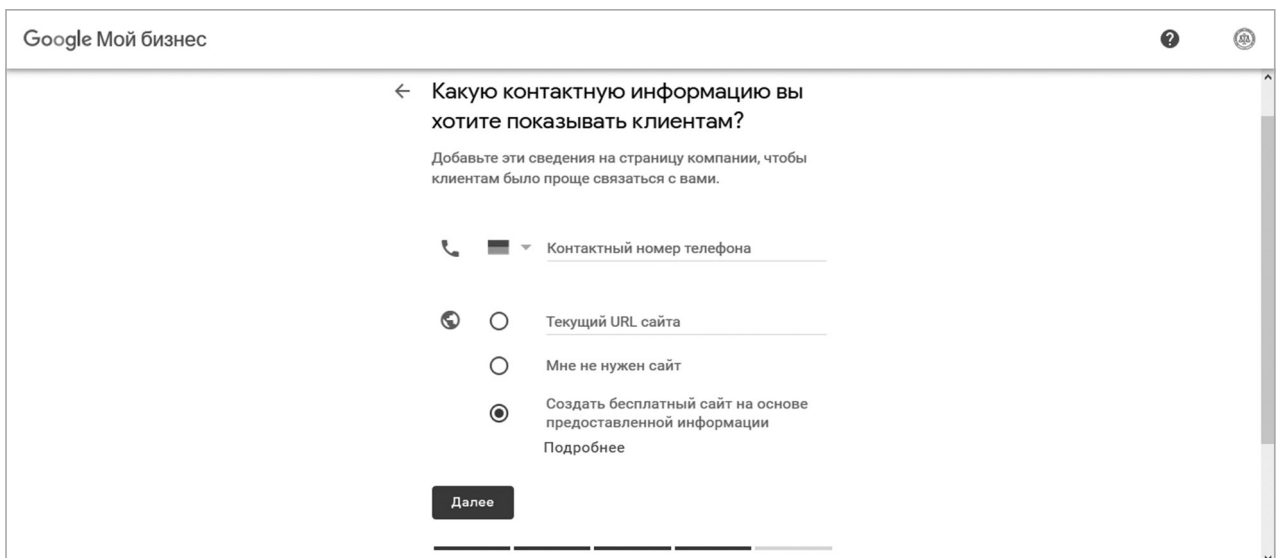 Google Мой бизнес
Какую контактную информацию вы
хотите показывать клиентам?
Добавьте эти сведения на страницу компании, чтобы
клиентам было проще связаться с вами.
Контактный номер телефона
Текущий URL сайта
Мне не нужен сайт
Создать бесплатный сайт на основе
предоставленной информации
Подробнее
Далее